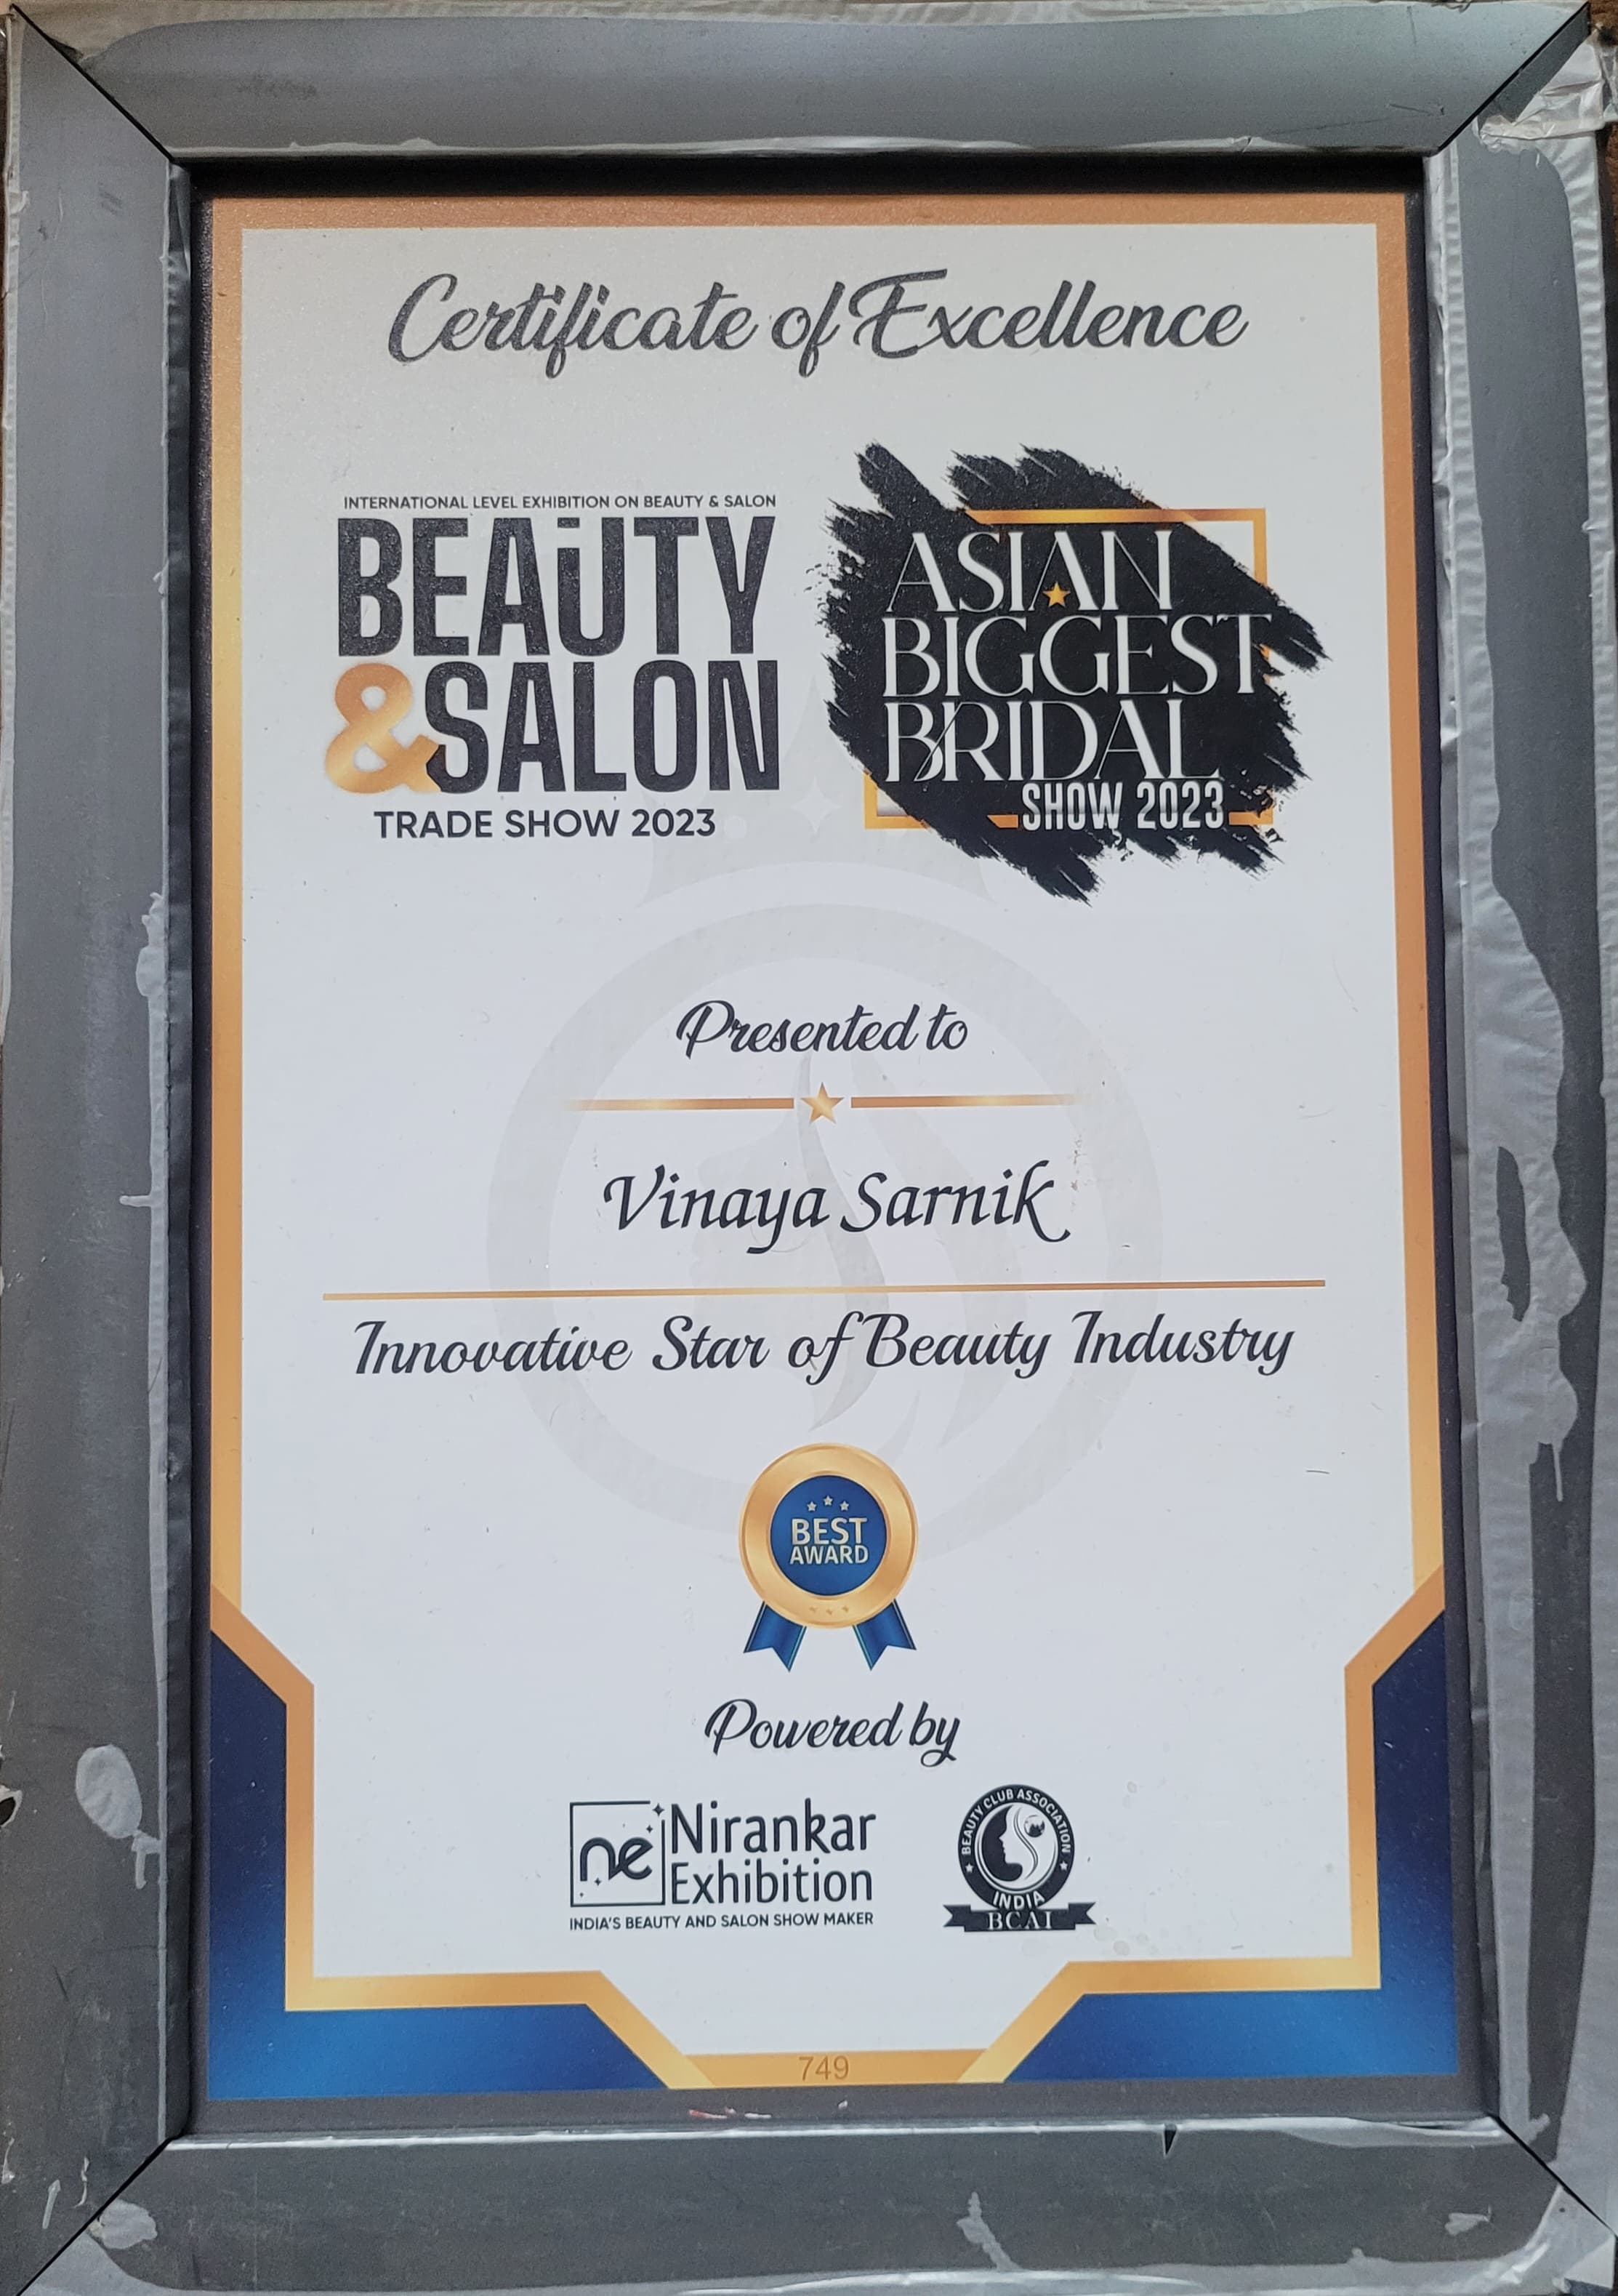 Certificate of Excellence
INTERNATIONAL LEVEL EXHIBITION ON BEAUTY & SALON
BEAUTY
&SALON
TRADE SHOW 2023
ASIAN
BIGGEST
BRIDAL
SHOW 2023
Presented to
Vinaya Sarnik
Innovative Star of Beauty Industry
BEST
AWARD
Powered by
ne
Nirankar
Exhibition
INDIA'S BEAUTY AND SALON SHOW MAKER
BEAUTY CLUB ASSOCIATION
INDIA
BCAI
749